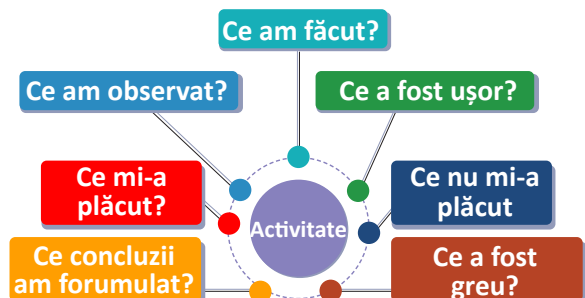 Ce am făcut?
Ce am observat?
Ce a fost ușor?
Ce mi-a
plăcut?
Activitate
Ce nu mi-a
plăcut
Ce concluzii
am forumulat?
Ce a fost
greu?